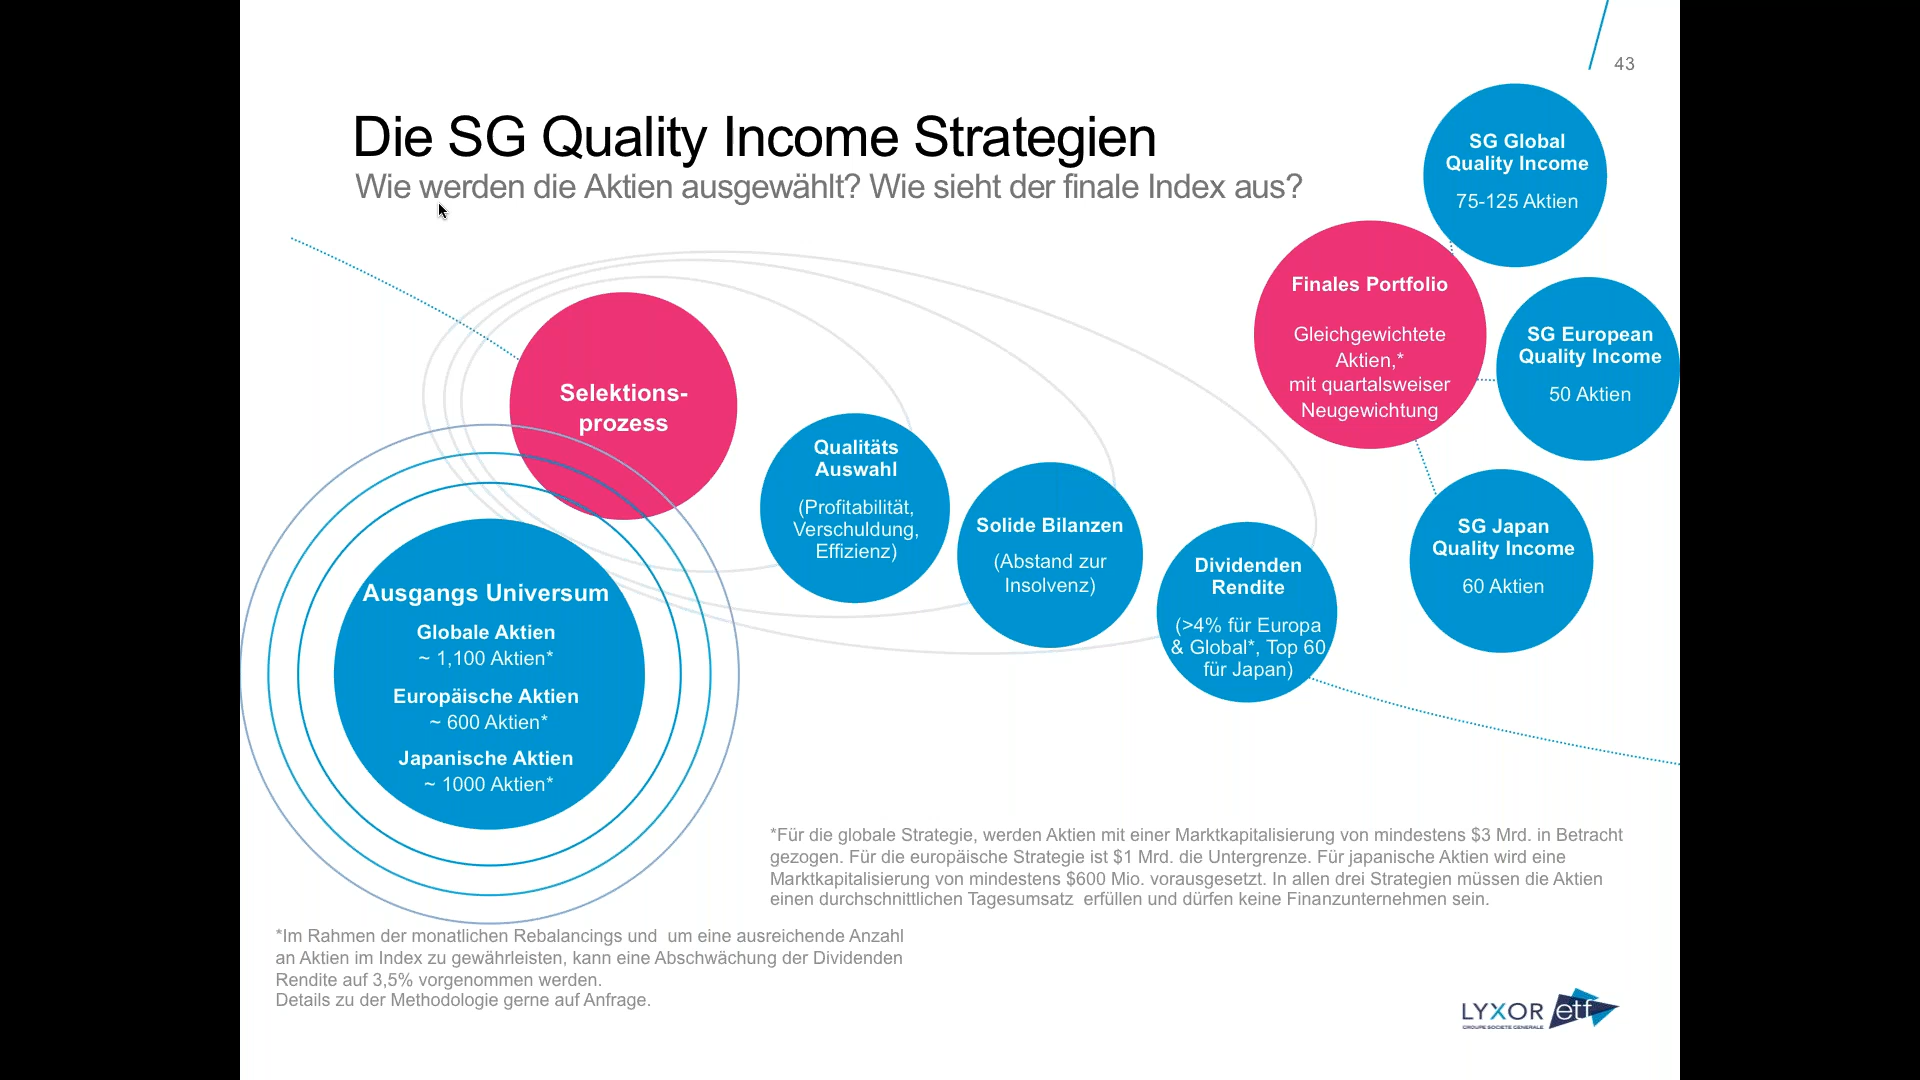 43
Die SG Quality Income Strategien
Wie werden die Aktien ausgewählt? Wie sieht der finale Index aus?
Ausgangs Universum
Globale Aktien
~ 1,100 Aktien*
Europäische Aktien
~ 600 Aktien*
Japanische Aktien
~ 1000 Aktien*
Selektions-
prozess
Qualitäts
Auswahl
(Profitabilität,
Verschuldung,
Effizienz)
Solide Bilanzen
(Abstand zur
Insolvenz)
Dividenden
Rendite
(>4% für Europa
& Global*, Top 60
für Japan)
Finales Portfolio
Gleichgewichtete
Aktien,*
mit quartalsweiser
Neugewichtung
SG Global
Quality Income
75-125 Aktien
SG European
Quality Income
50 Aktien
SG Japan
Quality Income
60 Aktien
*Für die globale Strategie, werden Aktien mit einer Marktkapitalisierung von mindestens $3 Mrd. in Betracht
gezogen. Für die europäische Strategie ist $1 Mrd. die Untergrenze. Für japanische Aktien wird eine
Marktkapitalisierung von mindestens $600 Mio. vorausgesetzt. In allen drei Strategien müssen die Aktien
einen durchschnittlichen Tagesumsatz erfüllen und dürfen keine Finanzunternehmen sein.
*Im Rahmen der monatlichen Rebalancings und um eine ausreichende Anzahl
an Aktien im Index zu gewährleisten, kann eine Abschwächung der Dividenden
Rendite auf 3,5% vorgenommen werden.
Details zu der Methodologie gerne auf Anfrage.
LYXOR etf
GROUPE SOCIETE GENERALE